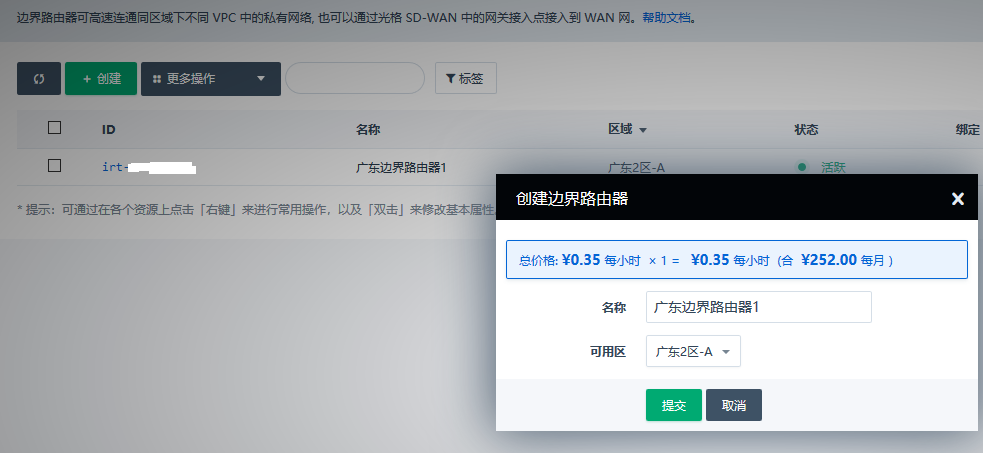 边界路由器可高速连通同区域下不同 VPC 中的私有网络, 也可以通过光格 SD-WAN 中的网关接入点接入到 WAN 网。帮助文档。
+ 创建 更多操作 标签
ID 名称 区域 状态 绑定
irt- 广东边界路由器1 广东2区-A 活跃
* 提示：可通过在各个资源上点击「右键」来进行常用操作，以及「双击」来修改基本属性。
创建边界路由器 ×
总价格: ¥0.35 每小时 × 1 = ¥0.35 每小时 (合 ¥252.00 每月 )
名称 广东边界路由器1
可用区 广东2区-A
提交 取消